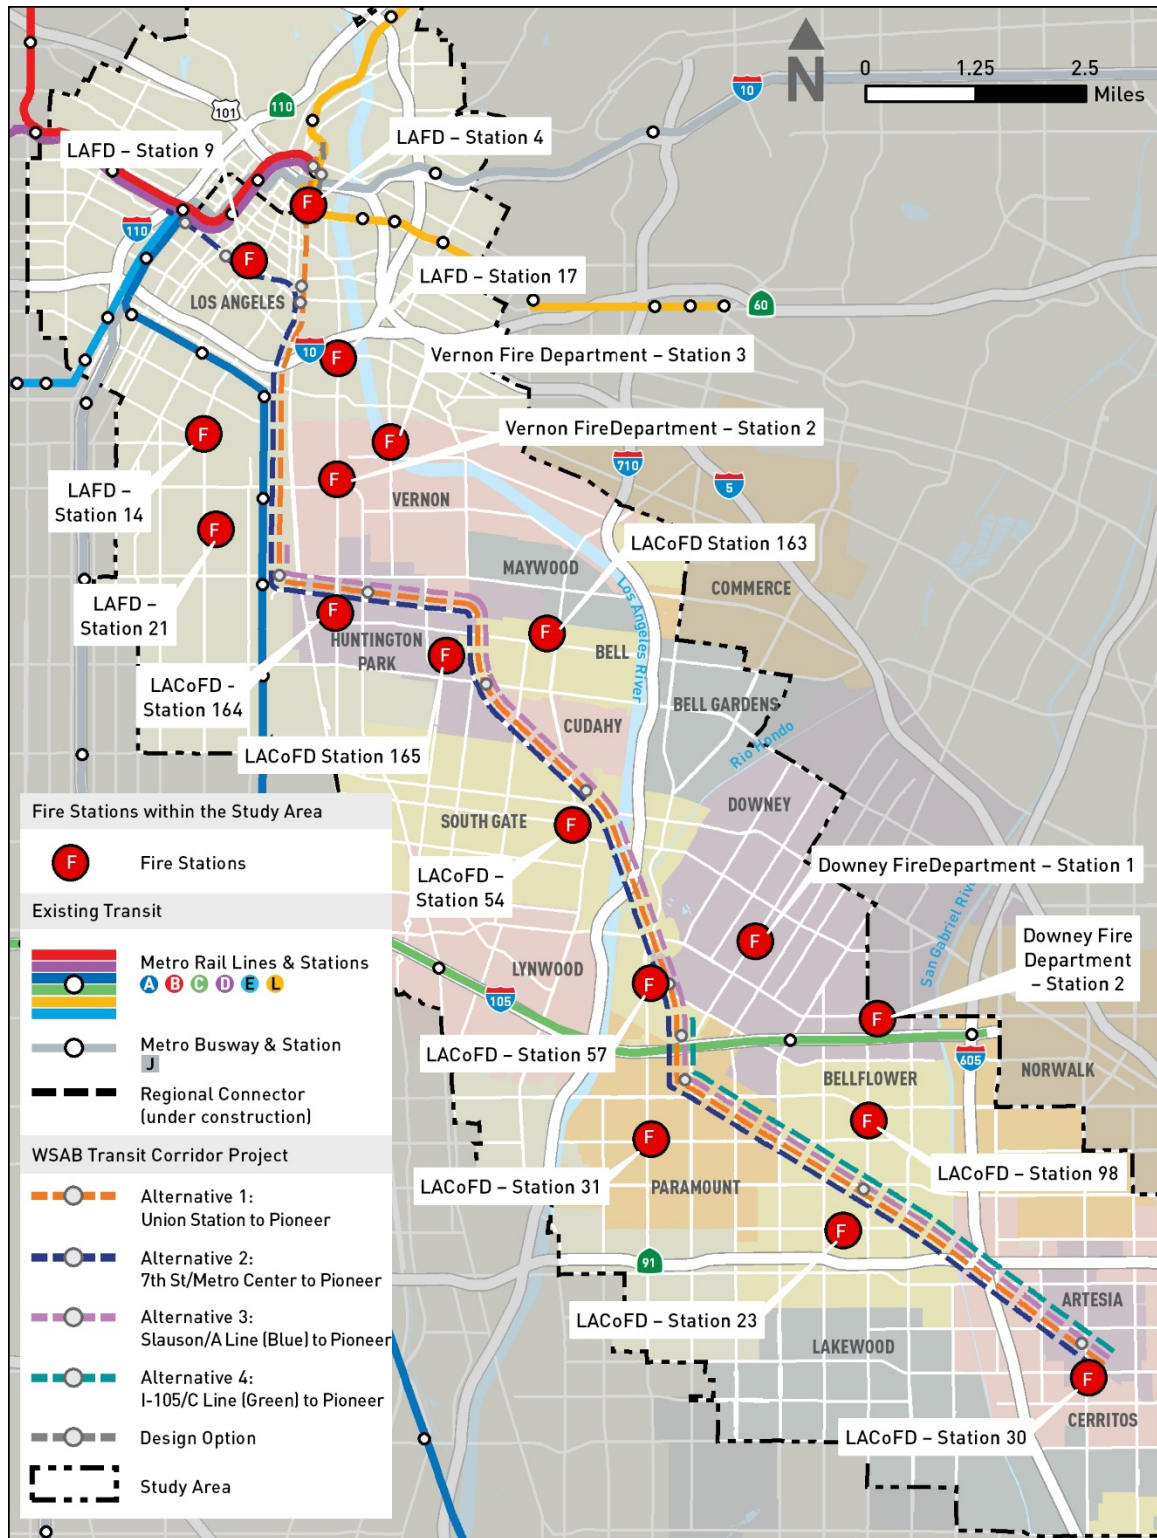 N
0 1.25 2.5
Miles
10
101
110
LAFD – Station 9
LAFD – Station 4
F
110
F
LAFD – Station 17
LOS ANGELES
60
10
F
Vernon Fire Department – Station 3
F
F
Vernon FireDepartment – Station 2
710
5
F
VERNON
LAFD –
Station 14
F
LACoFD Station 163
MAYWOOD
COMMERCE
Los Angeles River
LAFD –
Station 21
F
HUNTINGTON
PARK
F
F
BELL
LACoFD –
Station 164
BELL GARDENS
CUDAHY
Rio Hondo
LACoFD Station 165
DOWNEY
SOUTH GATE
F
LACoFD –
Station 54
Downey FireDepartment – Station 1
F
Downey Fire
Department
– Station 2
San Gabriel River
LYNWOOD
105
F
F
LACoFD – Station 57
605
NORWALK
BELLFLOWER
F
F
LACoFD – Station 98
LACoFD – Station 31
PARAMOUNT
F
91
ARTESIA
LACoFD – Station 23
LAKEWOOD
F
CERRITOS
LACoFD – Station 30
Fire Stations within the Study Area
F
Fire Stations
Existing Transit
Metro Rail Lines & Stations
A B C D E L
Metro Busway & Station
J
Regional Connector
(under construction)
WSAB Transit Corridor Project
Alternative 1:
Union Station to Pioneer
Alternative 2:
7th St/Metro Center to Pioneer
Alternative 3:
Slauson/A Line (Blue) to Pioneer
Alternative 4:
I-105/C Line (Green) to Pioneer
Design Option
Study Area